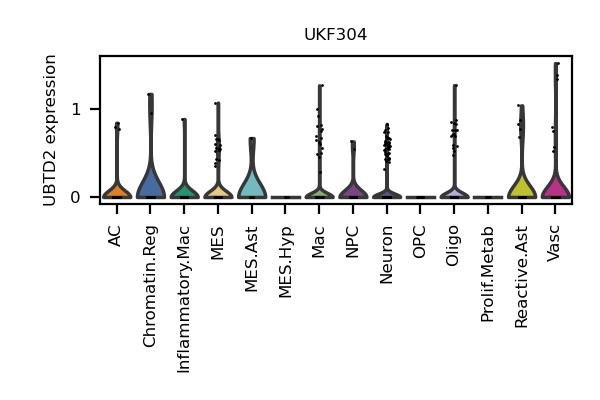 UKF304
UBTD2 expression
1
0
AC
Chromatin.Reg
Inflammatory.Mac
MES
MES.Ast
MES.Hyp
Mac
NPC
Neuron
OPC
Oligo
Prolif.Metab
Reactive.Ast
Vasc